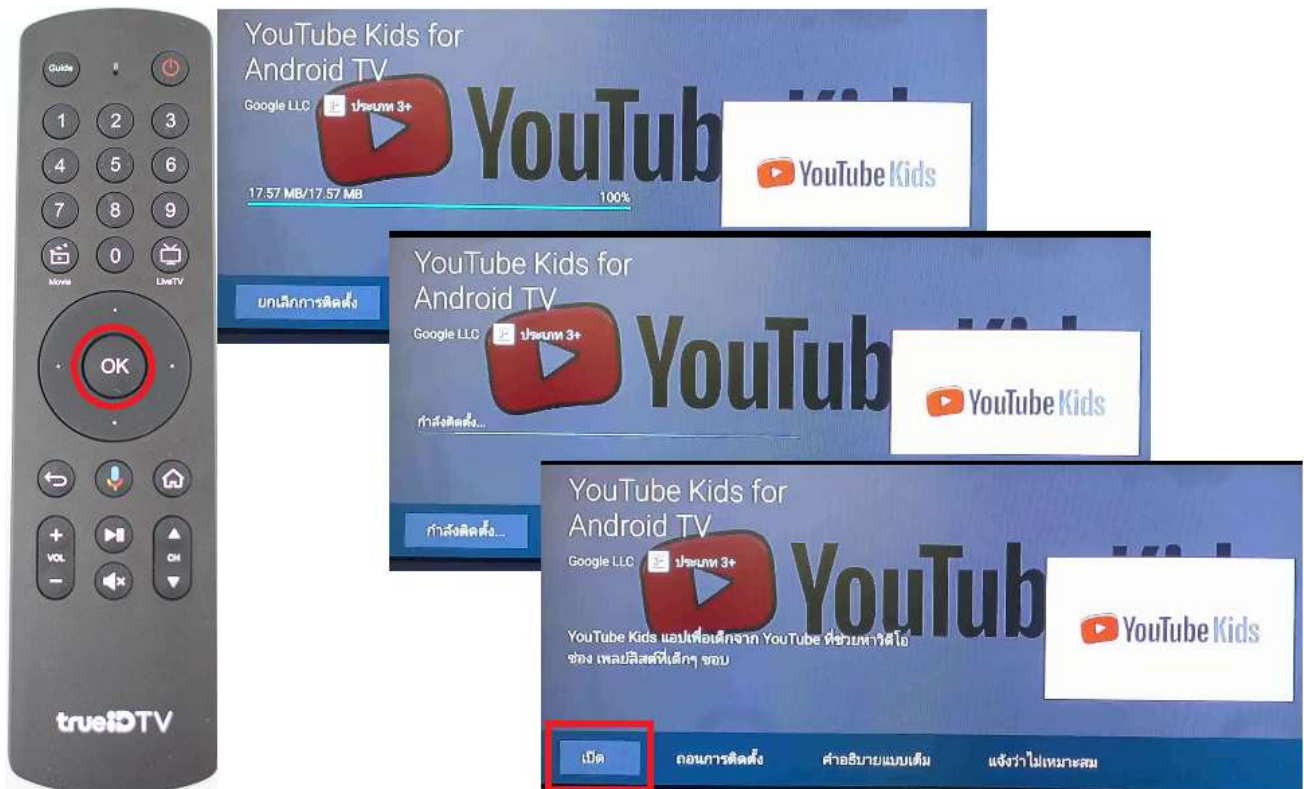 Guide
1 2 3
4 5 6
7 8 9
0
Movie
LiveTV
OK
+ VOL −
CH
trueIDTV
YouTube Kids for
Android TV
Google LLC 3+ ประเภท 3+
YouTube Kids
YouTube Kids
17.57 MB/17.57 MB 100%
ยกเลิกการติดตั้ง
YouTube Kids for
Android TV
Google LLC 3+ ประเภท 3+
YouTube Kids
YouTube Kids
กำลังติดตั้ง...
กำลังติดตั้ง...
YouTube Kids for
Android TV
Google LLC 3+ ประเภท 3+
YouTube Kids
YouTube Kids
YouTube Kids แอปเพื่อเด็กจาก YouTube ที่ช่วยหาวิดีโอ
ช่อง เพลย์ลิสต์ที่เด็กๆ ชอบ
เปิด ถอนการติดตั้ง คำอธิบายแบบเต็ม แจ้งว่าไม่เหมาะสม